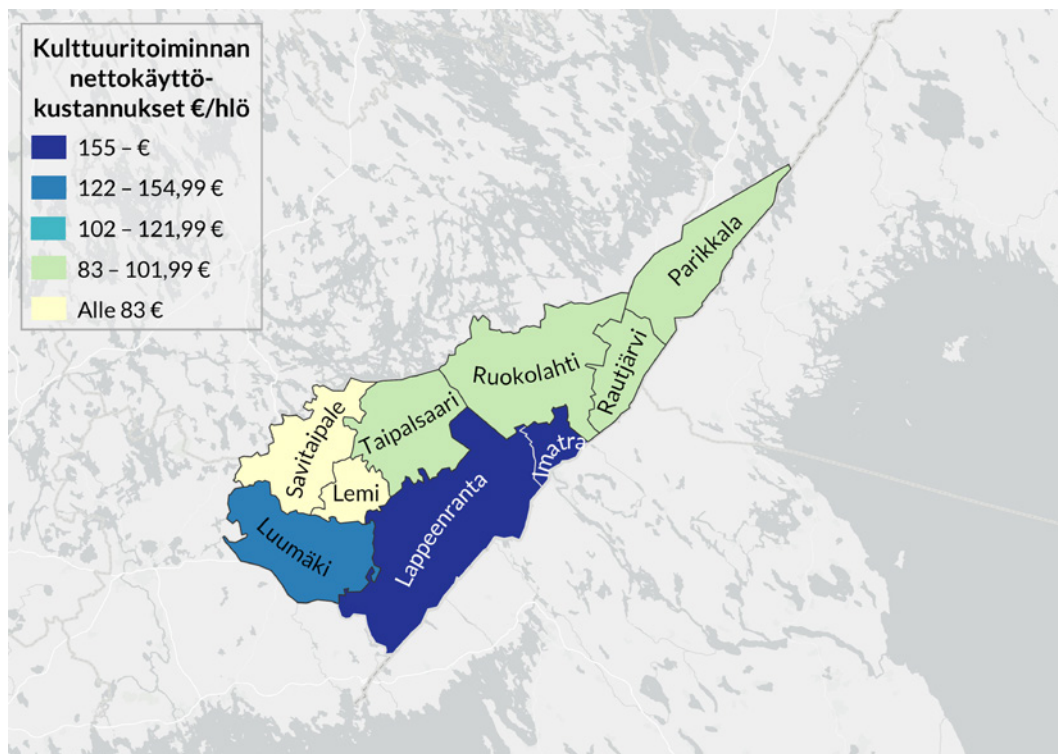 Kulttuuritoiminnan
nettokäyttö-
kustannukset €/hlö
155 – €
122 – 154,99 €
102 – 121,99 €
83 – 101,99 €
Alle 83 €
Parikkala
Rautjärvi
Ruokolahti
Taipalsaari
Savitaipale
Lemi
Imatra
Lappeenranta
Luumäki